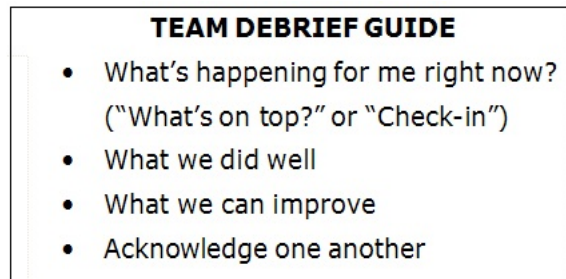 TEAM DEBRIEF GUIDE
• What's happening for me right now?
("What's on top?" or "Check-in")
• What we did well
• What we can improve
• Acknowledge one another